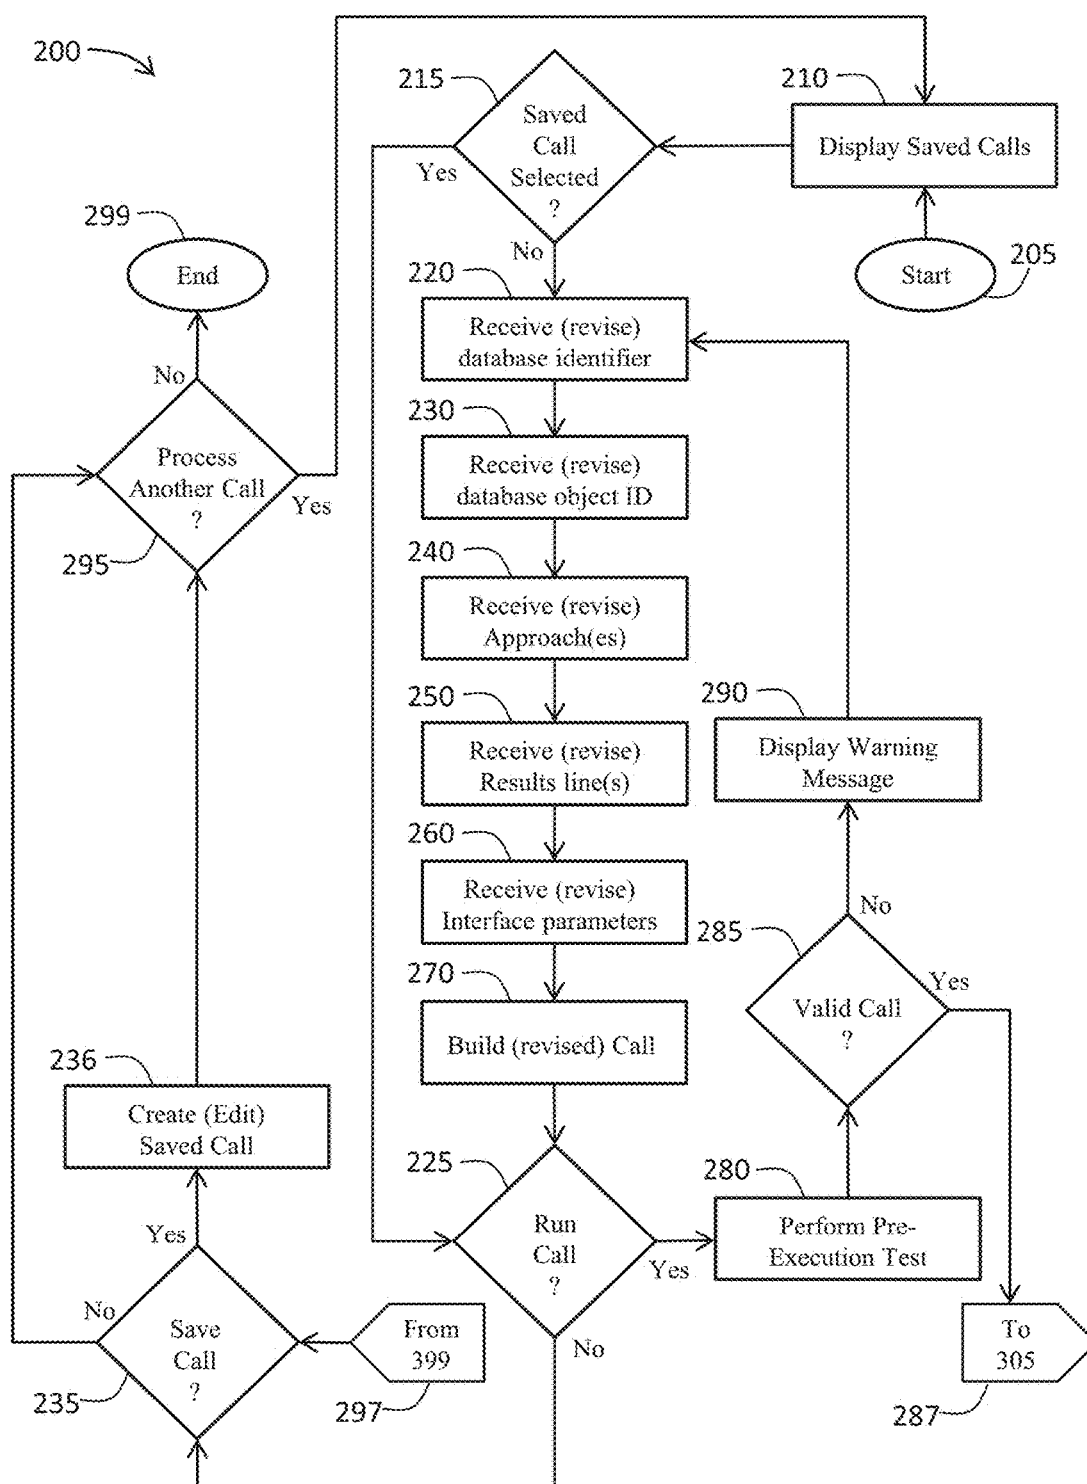 200
215
Saved
Call
Selected
?
Yes
No
210
Display Saved Calls
Start
205
299
End
No
Process
Another Call
?
Yes
295
220
Receive (revise)
database identifier
230
Receive (revise)
database object ID
240
Receive (revise)
Approach(es)
250
Receive (revise)
Results line(s)
260
Receive (revise)
Interface parameters
270
Build (revised) Call
290
Display Warning
Message
No
285
Valid Call
?
Yes
236
Create (Edit)
Saved Call
Yes
No
Save
Call
?
235
From
399
297
225
Run
Call
?
Yes
No
280
Perform Pre-
Execution Test
To
305
287